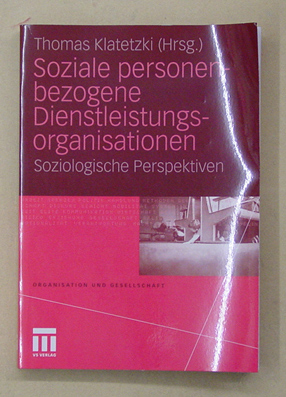 Thomas Klatetzki (Hrsg.)
Soziale personen-
bezogene
Dienstleistungs-
organisationen
Soziologische Perspektiven
ORGANISATION UND GESELLSCHAFT
VS VERLAG